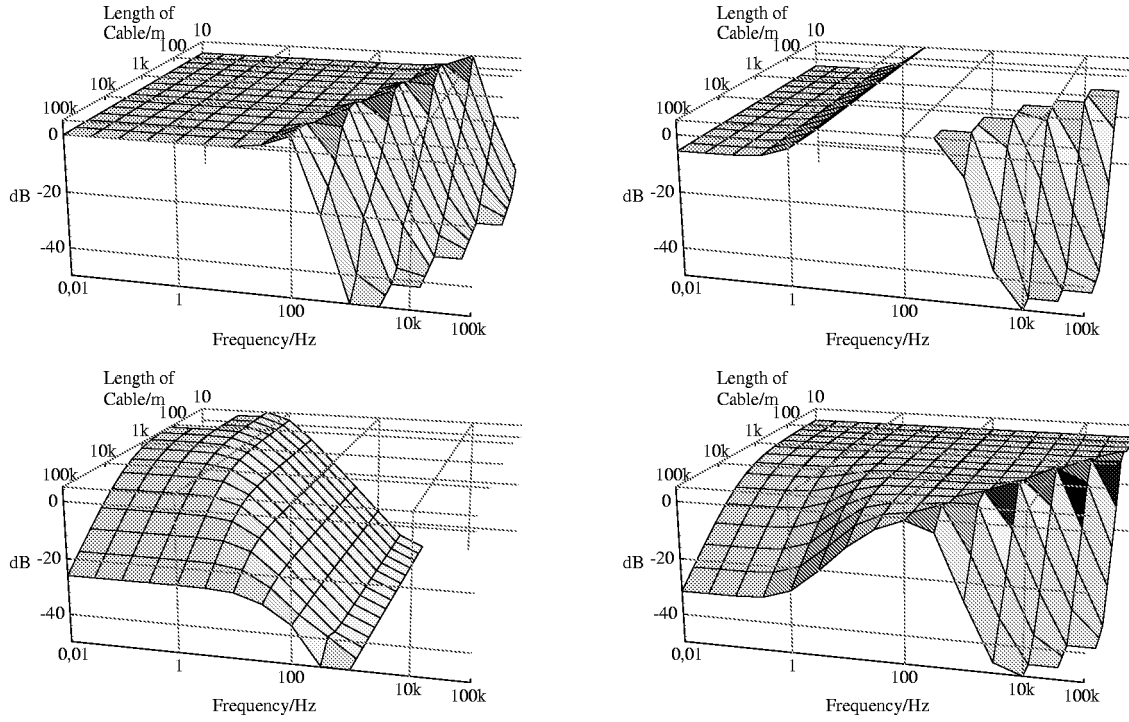 Length of
Cable/m
10
100
1k
10k
100k
0
-20
-40
dB
0,01
1
100
10k
100k
Frequency/Hz
Length of
Cable/m
10
100
1k
10k
100k
0
-20
-40
dB
0,01
1
100
10k
100k
Frequency/Hz
Length of
Cable/m
10
100
1k
10k
100k
0
-20
-40
dB
0,01
1
100
10k
100k
Frequency/Hz
Length of
Cable/m
10
100
1k
10k
100k
0
-20
-40
dB
0,01
1
100
10k
100k
Frequency/Hz